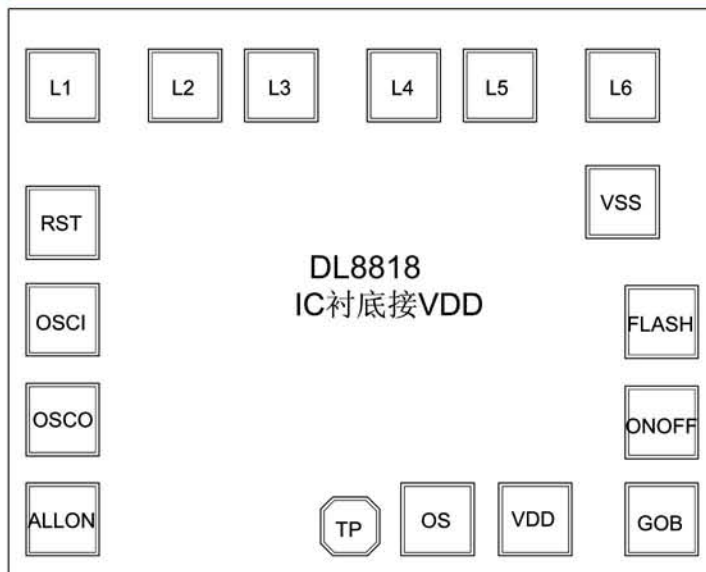 L1 L2 L3 L4 L5 L6
VSS
RST
DL8818
IC衬底接VDD
OSCI
FLASH
OSCO
ONOFF
ALLON
TP
OS
VDD
GOB